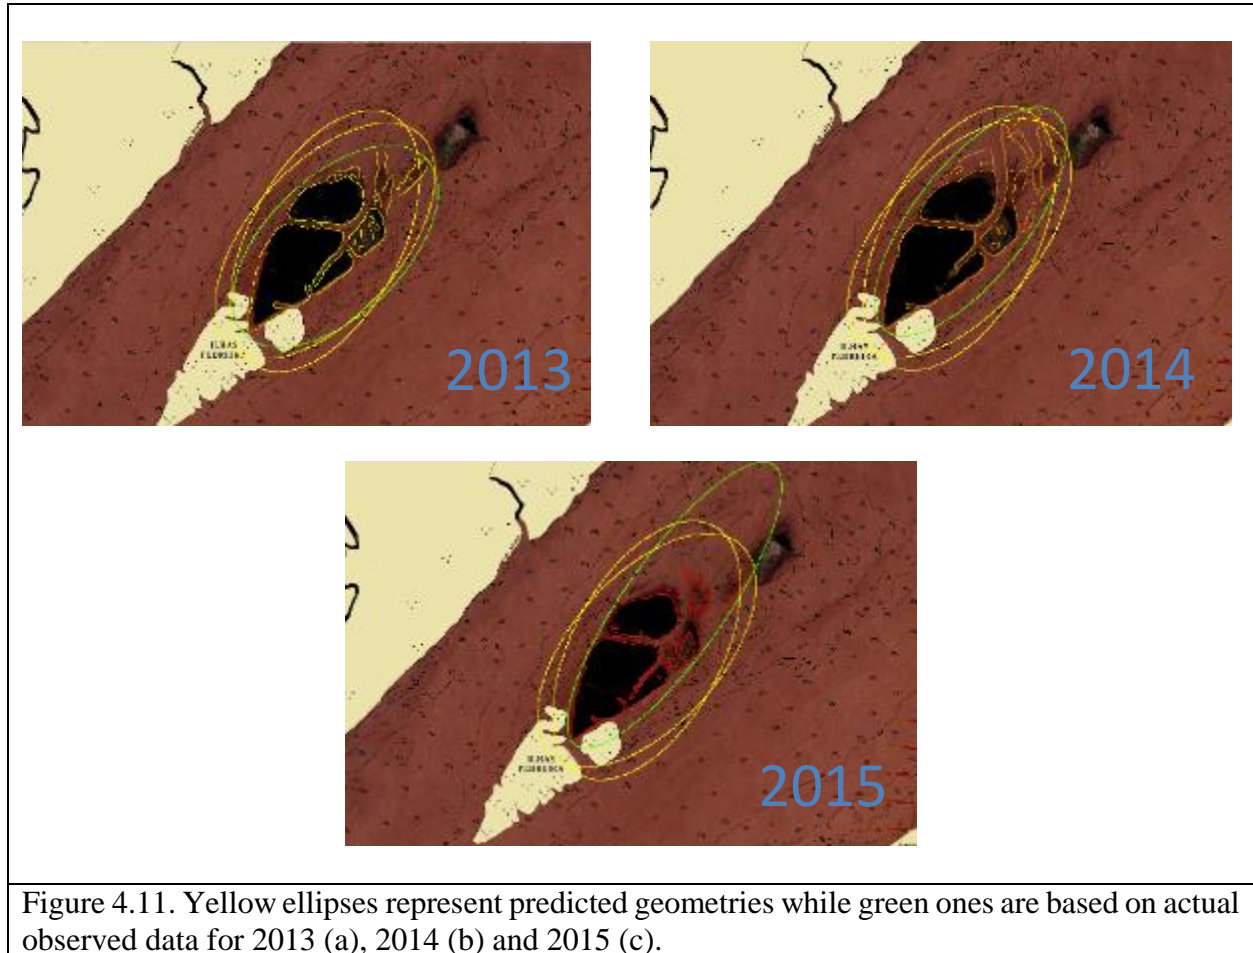 2013
2014
2015
Figure 4.11. Yellow ellipses represent predicted geometries while green ones are based on actual
observed data for 2013 (a), 2014 (b) and 2015 (c).